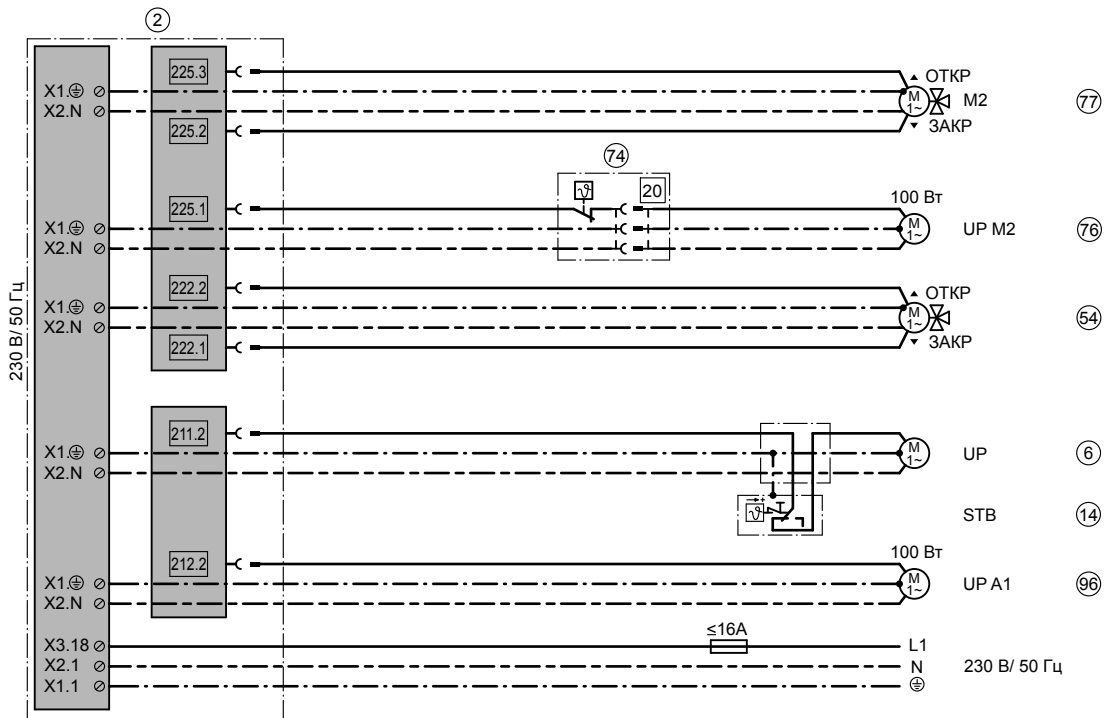 2
225.3
ОТКР
X1.
M
1~
M2
77
X2.N
225.2
ЗАКР
74
225.1
ϑ
20
100 Вт
X1.
M
1~
UP M2
76
X2.N
222.2
ОТКР
X1.
M
1~
54
X2.N
222.1
ЗАКР
230 В/ 50 Гц
211.2
X1.
M
1~
UP
6
X2.N
ϑ
STB
14
212.2
100 Вт
X1.
M
1~
UP A1
96
X2.N
≤16A
X3.18
L1
X2.1
N
230 В/ 50 Гц
X1.1